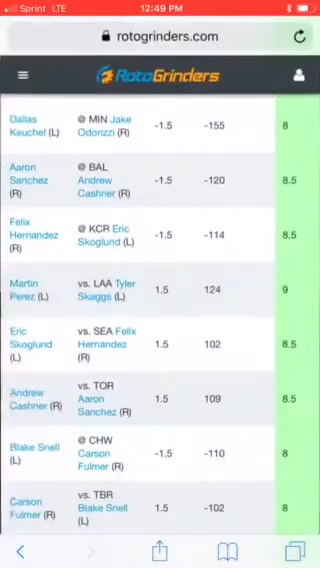 Sprint LTE 12:49 PM
rotogrinders.com
RotoGrinders
Dallas
Keuchel (L)
@ MIN Jake
Odorizzi (R)
-1.5
-155
8
Aaron
Sanchez
(R)
@ BAL
Andrew
Cashner (R)
-1.5
-120
8.5
Felix
Hernandez
(R)
@ KCR Eric
Skoglund (L)
-1.5
-114
8.5
Martin
Perez (L)
vs. LAA Tyler
Skaggs (L)
1.5
124
9
Eric
Skoglund
(L)
vs. SEA Felix
Hernandez
(R)
1.5
102
8.5
Andrew
Cashner (R)
vs. TOR
Aaron
Sanchez (R)
1.5
109
8.5
Blake Snell
(L)
@ CHW
Carson
Fulmer (R)
-1.5
-110
8
Carson
Fulmer (R)
vs. TBR
Blake Snell
(L)
1.5
-102
8